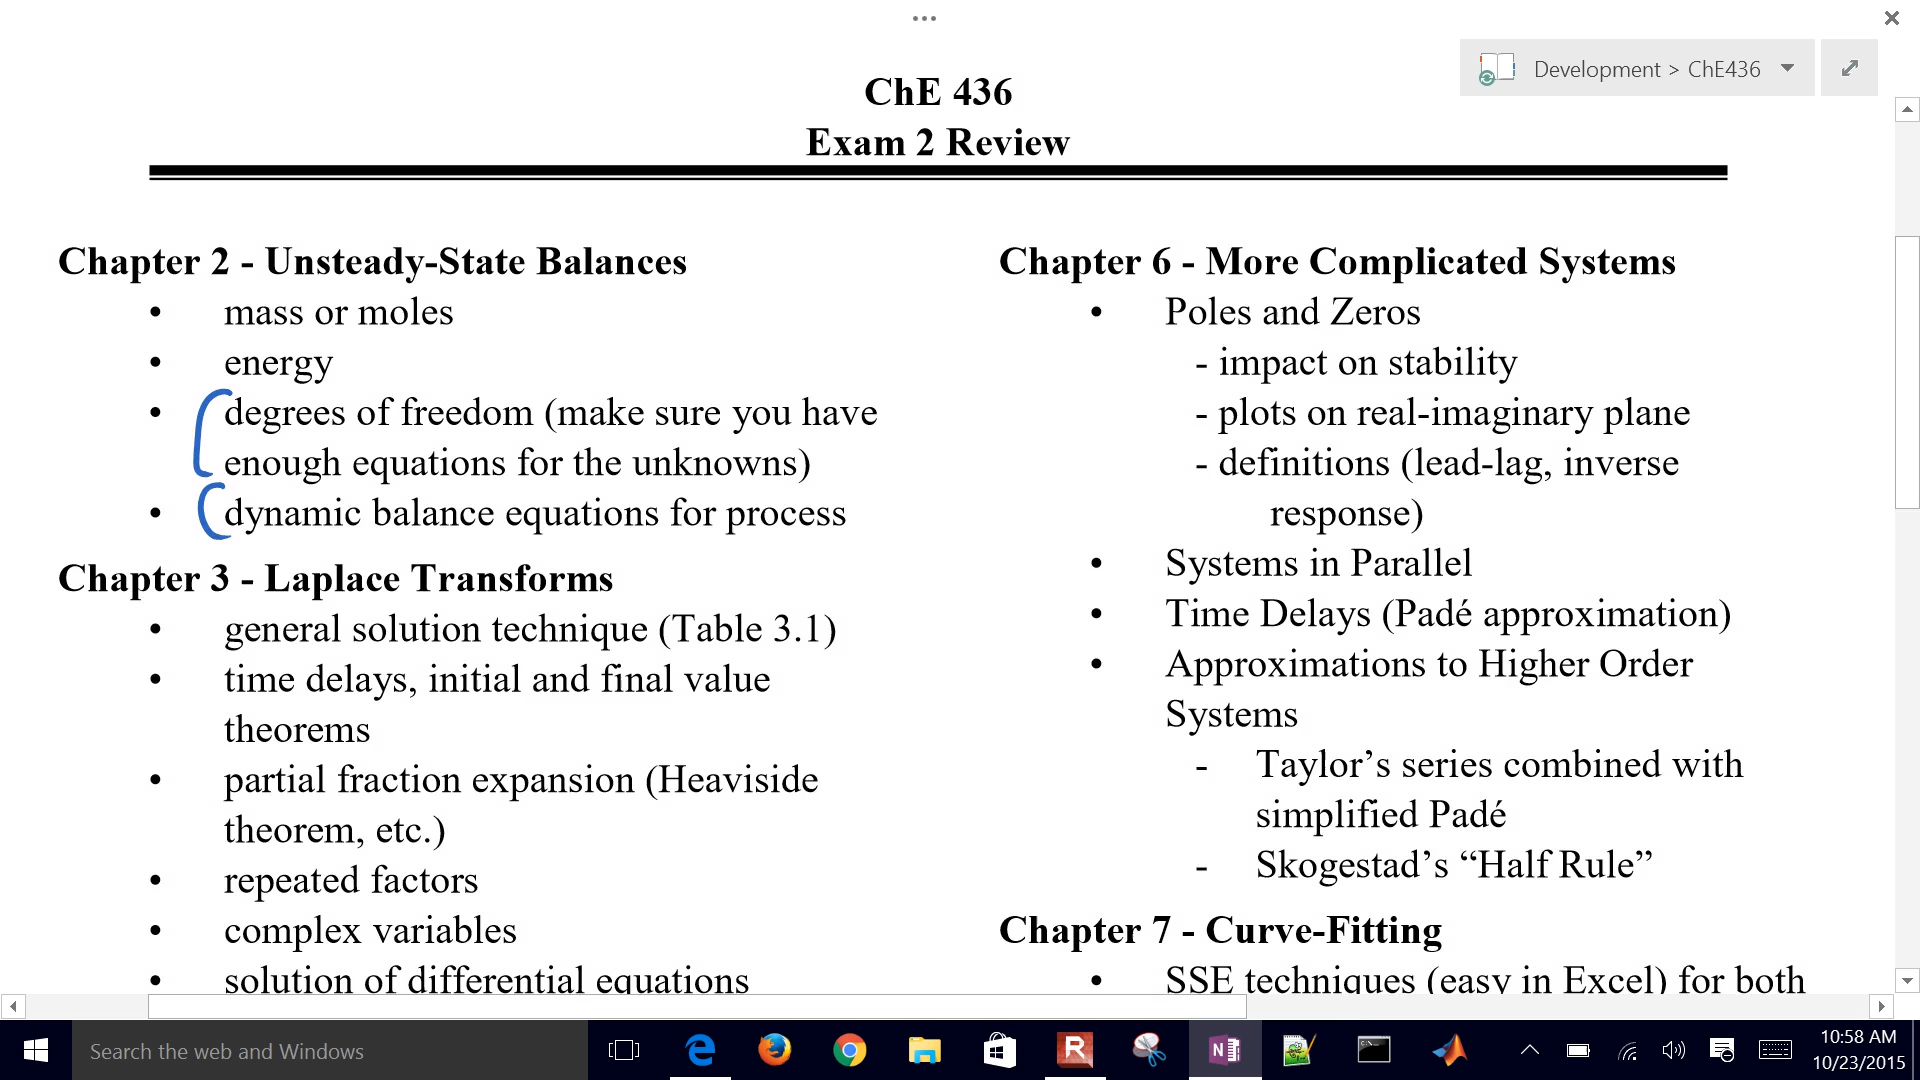 Development > ChE436
ChE 436
Exam 2 Review
Chapter 2 - Unsteady-State Balances
• mass or moles
• energy
• degrees of freedom (make sure you have
enough equations for the unknowns)
• dynamic balance equations for process
Chapter 3 - Laplace Transforms
• general solution technique (Table 3.1)
• time delays, initial and final value
theorems
• partial fraction expansion (Heaviside
theorem, etc.)
• repeated factors
• complex variables
• solution of differential equations
Chapter 6 - More Complicated Systems
• Poles and Zeros
- impact on stability
- plots on real-imaginary plane
- definitions (lead-lag, inverse
response)
• Systems in Parallel
• Time Delays (Padé approximation)
• Approximations to Higher Order
Systems
- Taylor’s series combined with
simplified Padé
- Skogestad’s “Half Rule”
Chapter 7 - Curve-Fitting
• SSE techniques (easy in Excel) for both
Search the web and Windows
10:58 AM
10/23/2015